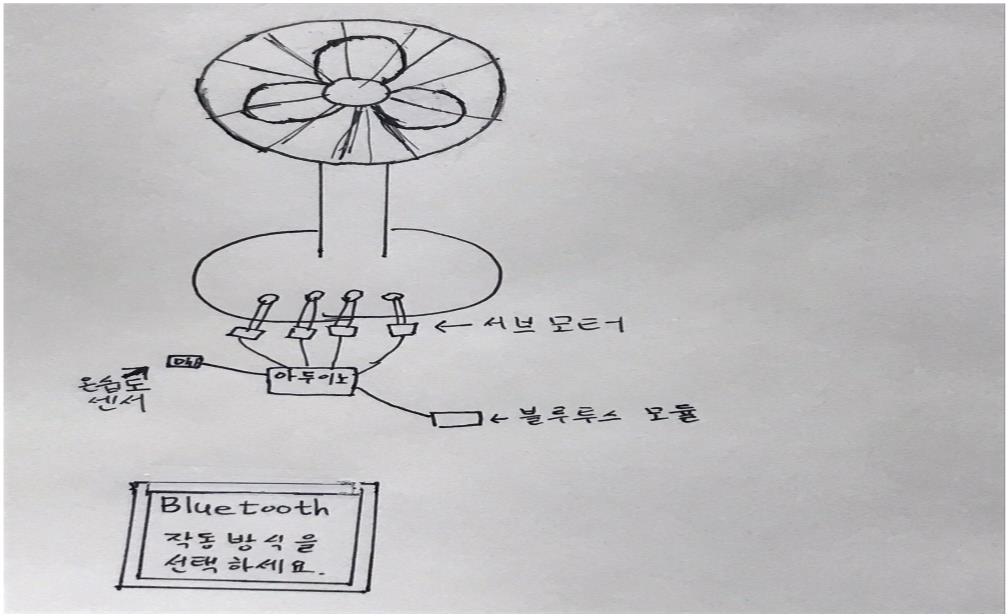 ← 서브 모터
아두이노
온습도
센서
← 블루투스 모듈
Bluetooth
작동 방식을
선택하세요.